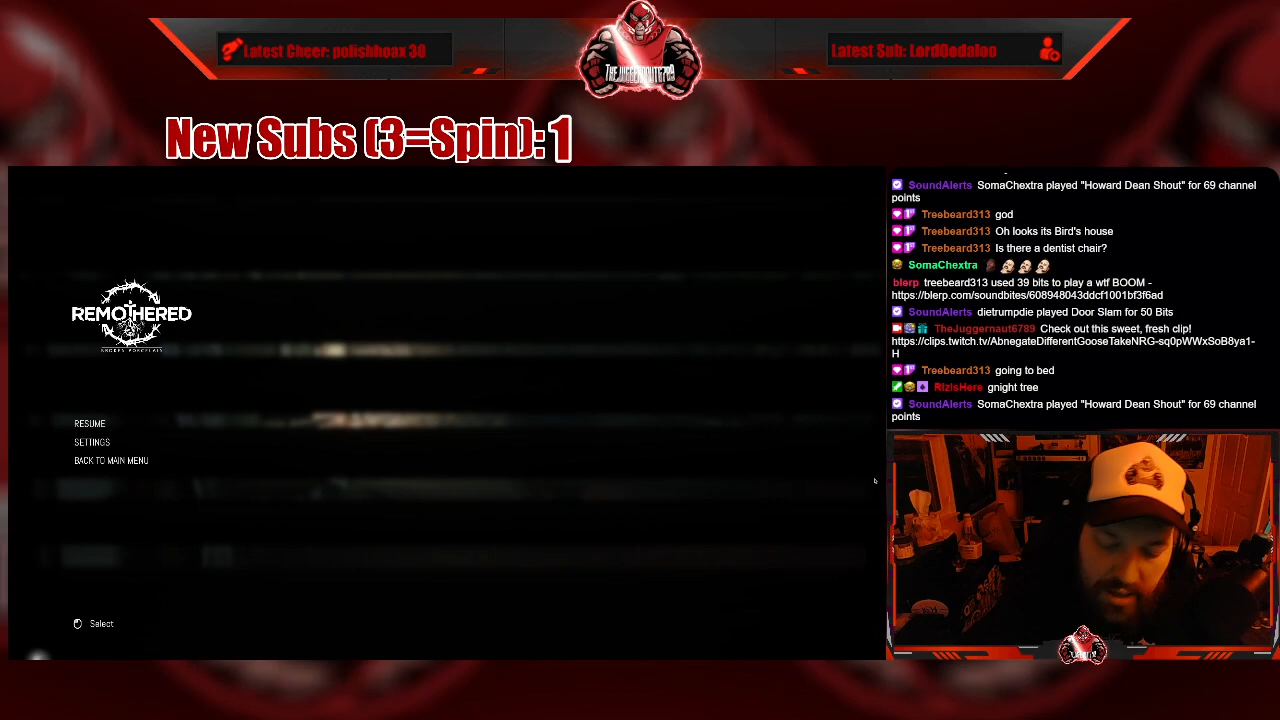 Latest Cheer: polishhoax 30
THEJUGGERNAUT6789
Latest Sub: LordOodaloo
New Subs (3=Spin): 1
SoundAlerts SomaChextra played "Howard Dean Shout" for 69 channel
points
Treebeard313 god
Treebeard313 Oh looks its Bird's house
Treebeard313 Is there a dentist chair?
SomaChextra
blerp treebeard313 used 39 bits to play a wtf BOOM -
https://blerp.com/soundbites/608948043ddcf1001bf3f6ad
SoundAlerts dietrumpdie played Door Slam for 50 Bits
TheJuggernaut6789 Check out this sweet, fresh clip!
https://clips.twitch.tv/AbnegateDifferentGooseTakeNRG-sq0pWWxSoB8ya1-
H
Treebeard313 going to bed
RizisHere gnight tree
SoundAlerts SomaChextra played "Howard Dean Shout" for 69 channel
points
REMOTHERED
BROKEN PORCELAIN
RESUME
SETTINGS
BACK TO MAIN MENU
Select